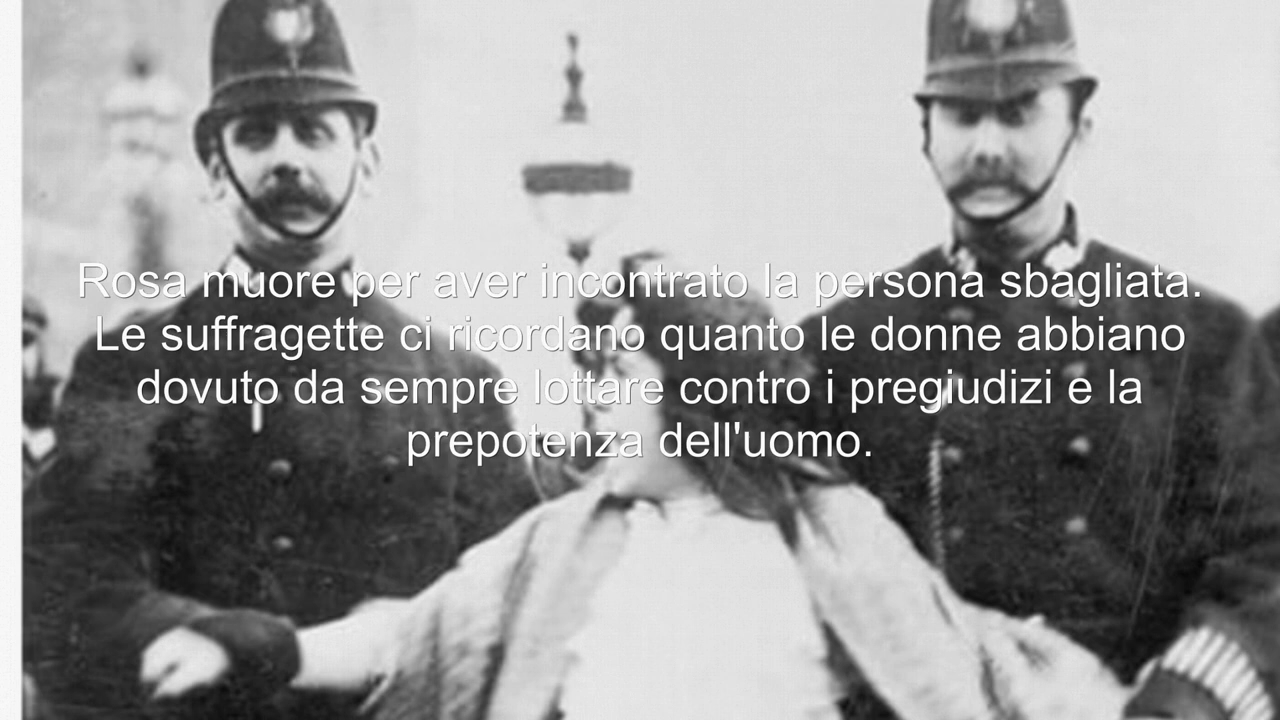 Rosa muore per aver incontrato la persona sbagliata.
Le suffragette ci ricordano quanto le donne abbiano
dovuto da sempre lottare contro i pregiudizi e la
prepotenza dell'uomo.